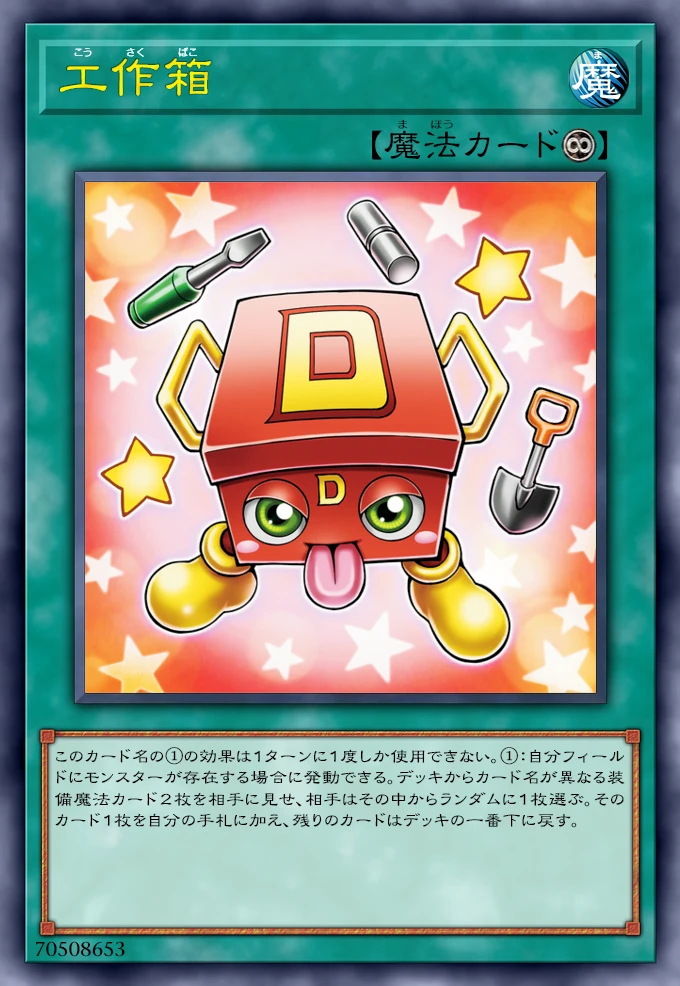 こう さく ばこ
工作箱
ま
魔
ま ほう
【魔法カード∞】
D
D
このカード名の①の効果は1ターンに1度しか使用できない。①:自分フィール
ドにモンスターが存在する場合に発動できる。デッキからカード名が異なる装
備魔法カード2枚を相手に見せ、相手はその中からランダムに1枚選ぶ。その
カード1枚を自分の手札に加え、残りのカードはデッキの一番下に戻す。
70508653